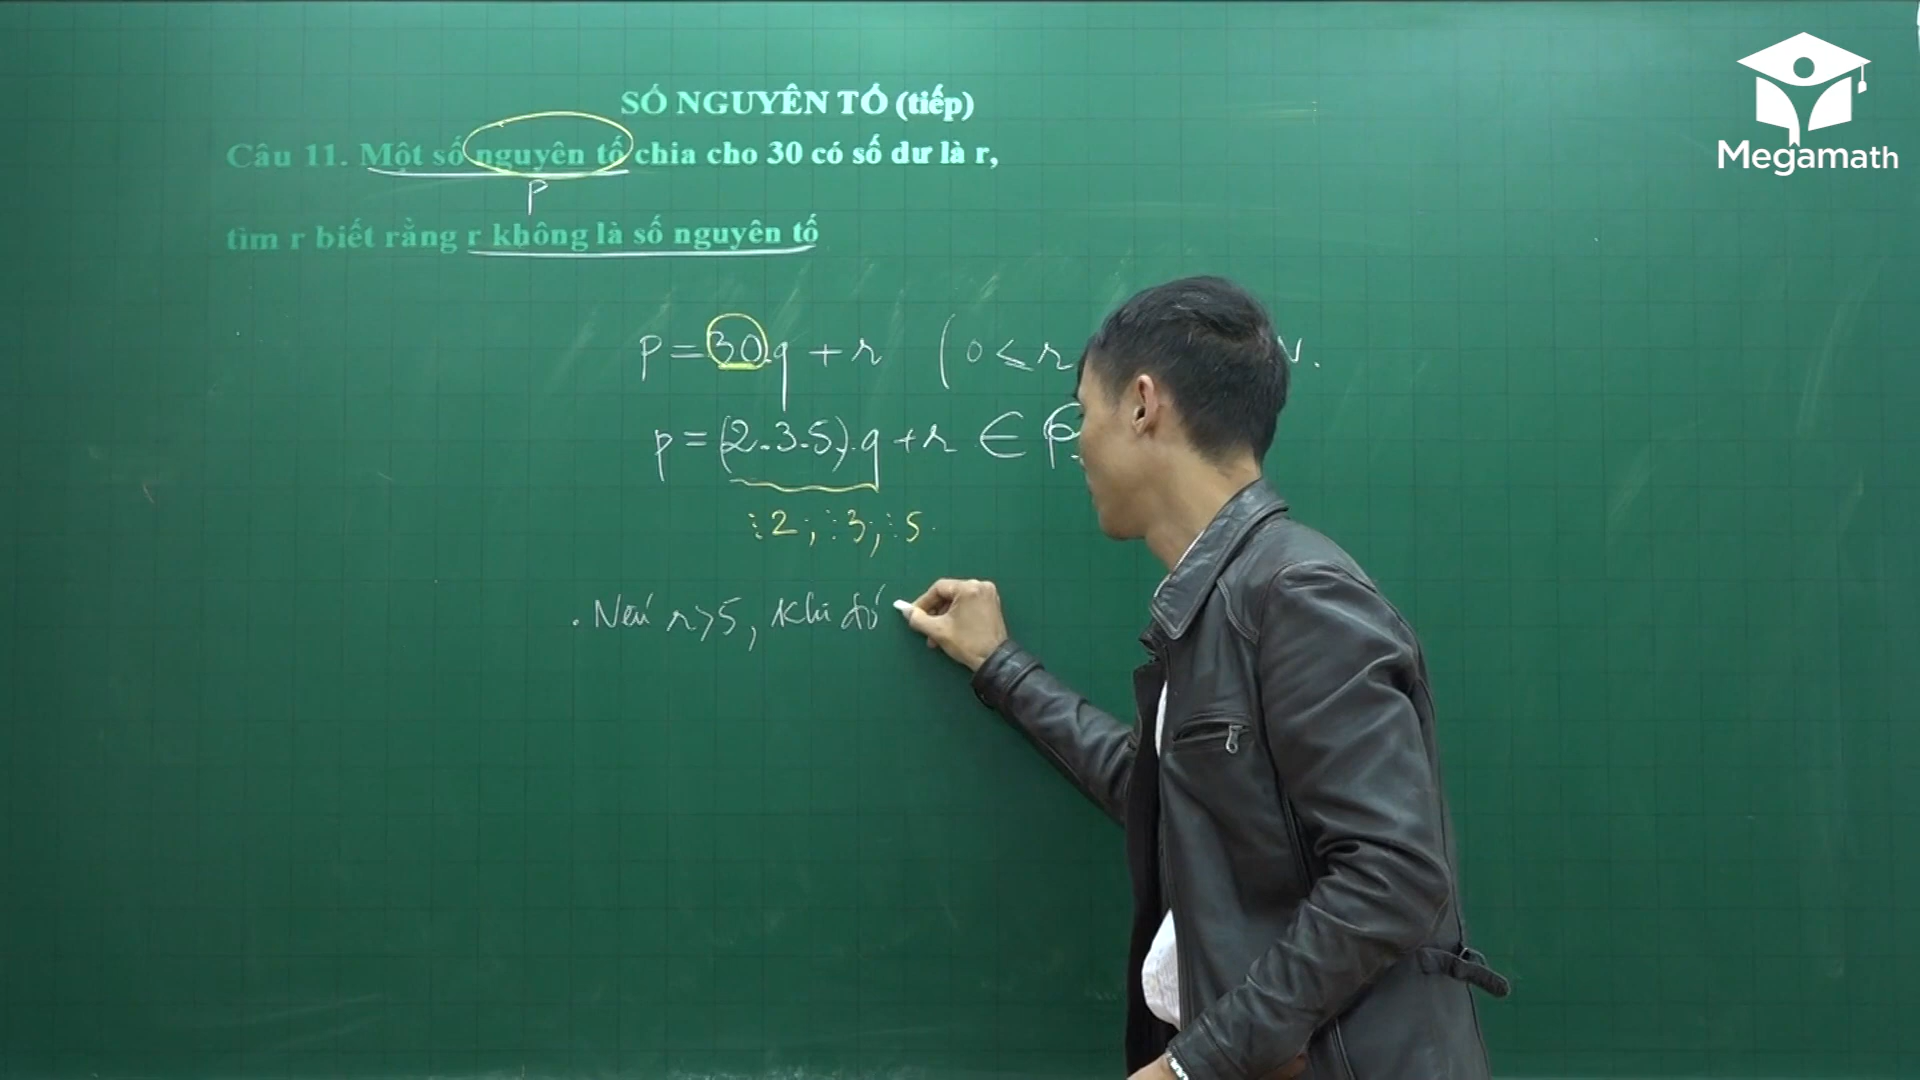 Megamath
SỐ NGUYÊN TỐ (tiếp)
Câu 11. Một số nguyên tố chia cho 30 có số dư là r,
p
tìm r biết rằng r không là số nguyên tố
p = 30.q + r (0 ≤ r
p = (2.3.5).q + r ∈ P
⋮2; ⋮3; ⋮5.
. Nếu r>5, khi đó